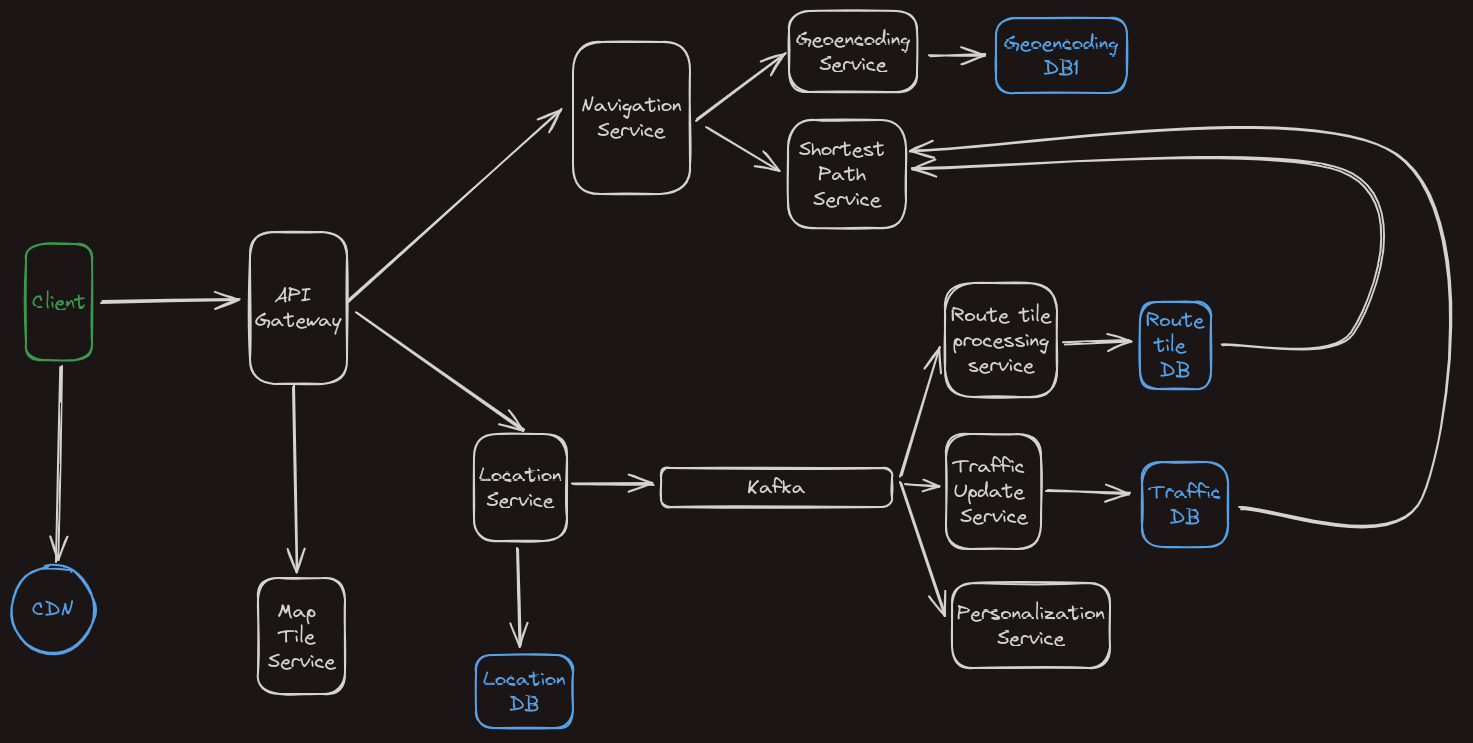 Geoencoding
Service
Geoencoding
DB1
Navigation
Service
Shortest
Path
Service
Client
API
Gateway
Route tile
processing
service
Route
tile
DB
Location
Service
Kafka
Traffic
Update
Service
Traffic
DB
CDN
Map
Tile
Service
Personalization
Service
Location
DB